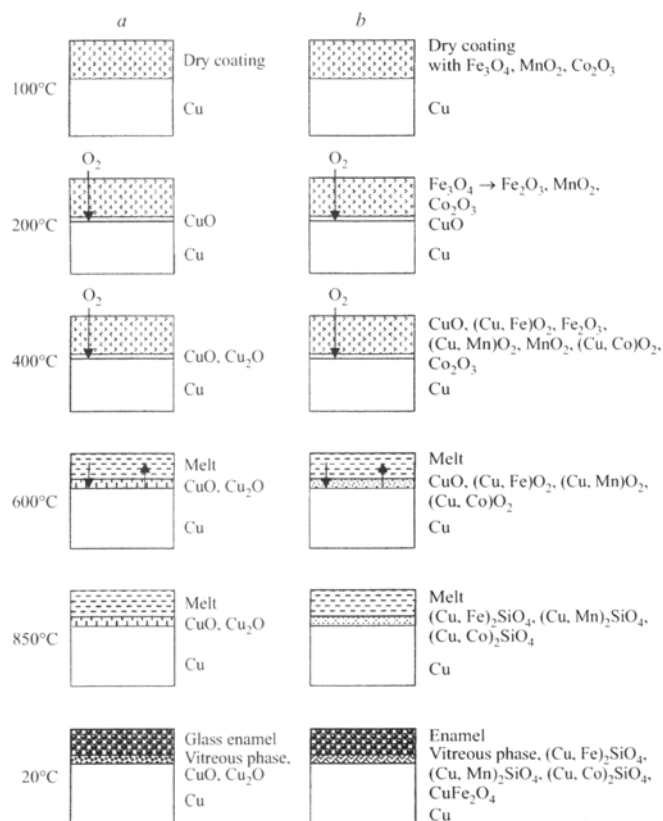 a
b
Dry coating
Dry coating
with Fe₃O₄, MnO₂, Co₂O₃
100°C
Cu
Cu
O₂
O₂
Fe₃O₄ → Fe₂O₃, MnO₂,
Co₂O₃
200°C
CuO
CuO
Cu
Cu
O₂
O₂
CuO, (Cu, Fe)O₂, Fe₂O₃,
(Cu, Mn)O₂, MnO₂, (Cu, Co)O₂,
Co₂O₃
400°C
CuO, Cu₂O
Cu
Cu
Melt
CuO, Cu₂O
Melt
CuO, (Cu, Fe)O₂, (Cu, Mn)O₂,
(Cu, Co)O₂
600°C
Cu
Cu
Melt
CuO, Cu₂O
Melt
(Cu, Fe)₂SiO₄, (Cu, Mn)₂SiO₄,
(Cu, Co)₂SiO₄
850°C
Cu
Cu
Glass enamel
Vitreous phase,
CuO, Cu₂O
Enamel
Vitreous phase, (Cu, Fe)₂SiO₄,
(Cu, Mn)₂SiO₄, (Cu, Co)₂SiO₄,
CuFe₂O₄
20°C
Cu
Cu